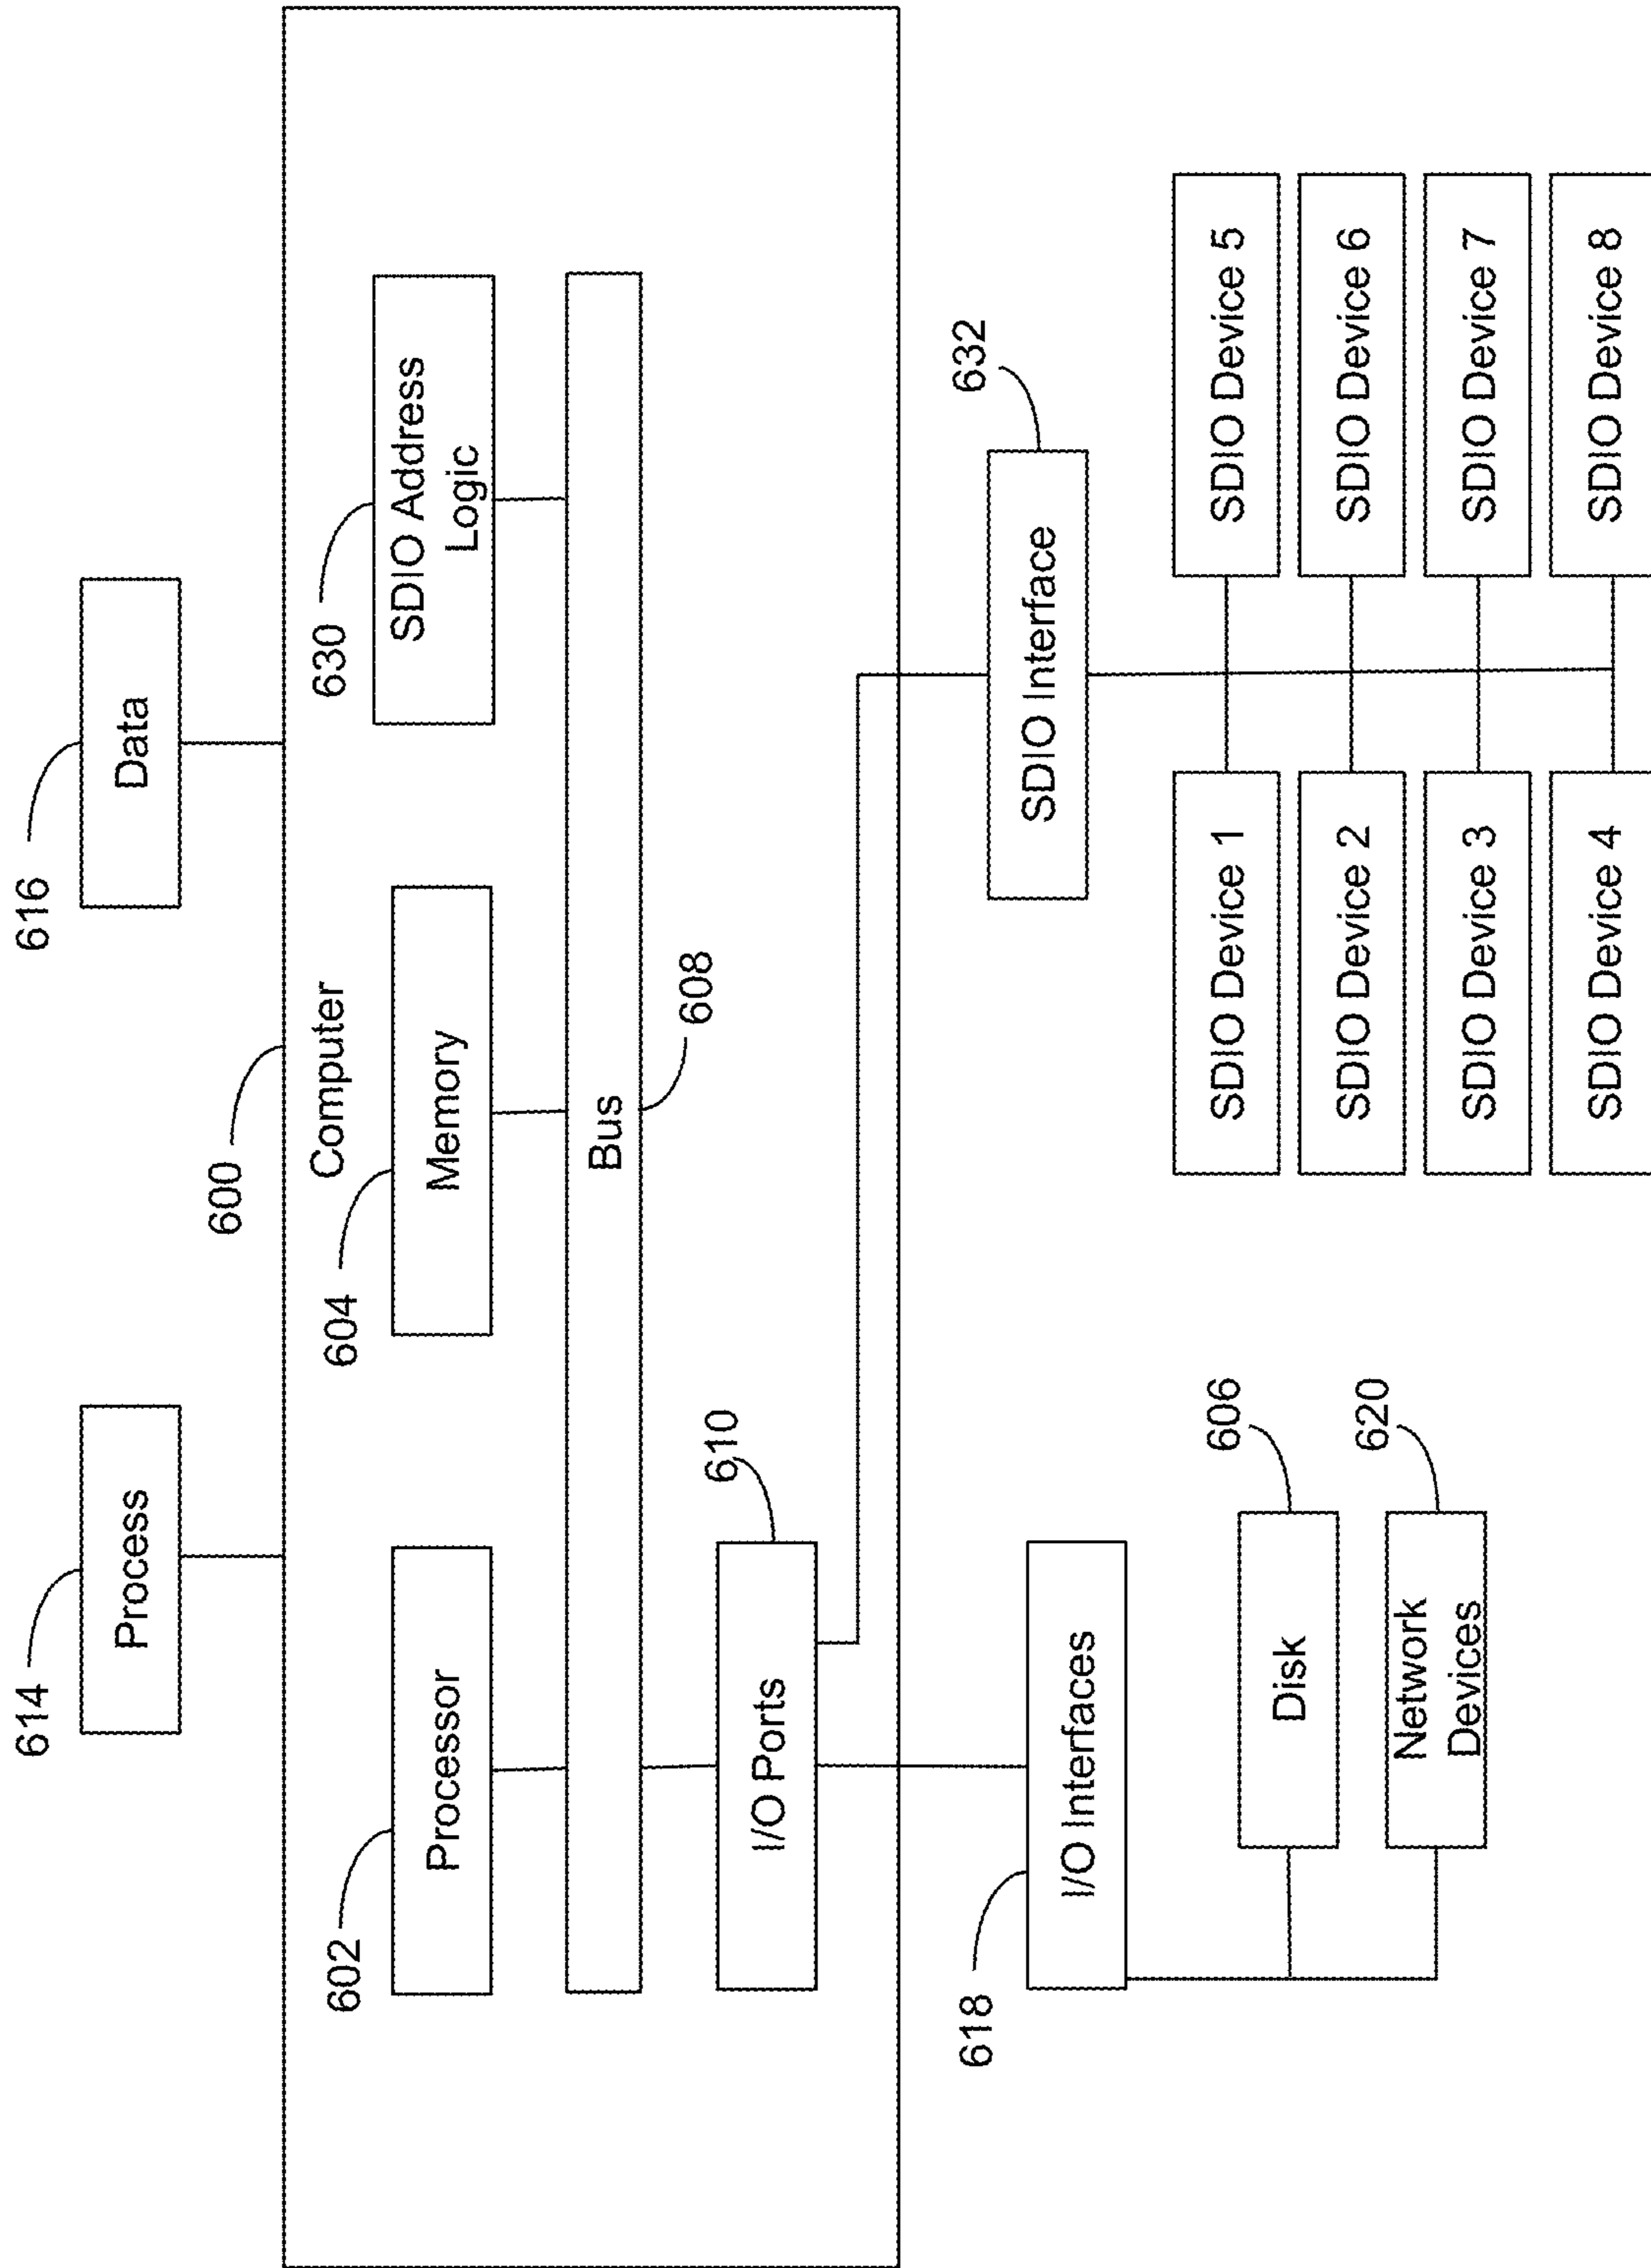 614
Process
616
Data
600
Computer
602
Processor
604
Memory
630
SDIO Address
Logic
Bus
608
I/O Ports
610
618
I/O Interfaces
632
SDIO Interface
Disk
606
Network
Devices
620
SDIO Device 1
SDIO Device 5
SDIO Device 2
SDIO Device 6
SDIO Device 3
SDIO Device 7
SDIO Device 4
SDIO Device 8